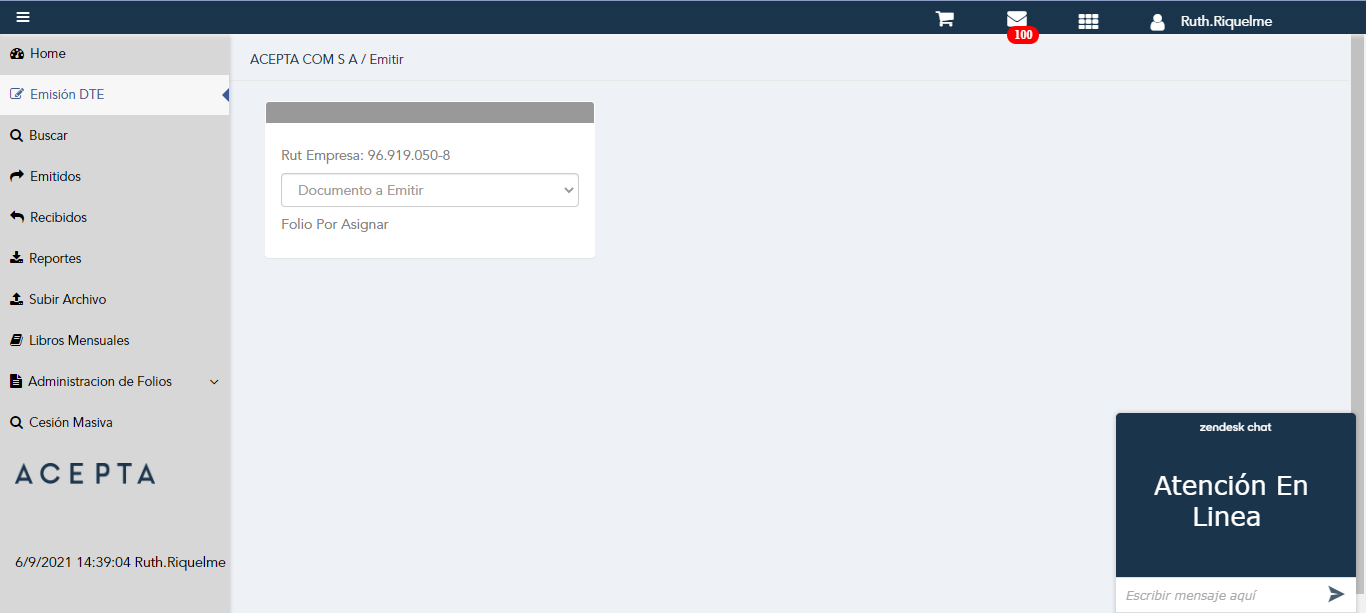 100
Ruth.Riquelme
Home
Emisión DTE
Buscar
Emitidos
Recibidos
Reportes
Subir Archivo
Libros Mensuales
Administracion de Folios
Cesión Masiva
ACEPTA
6/9/2021 14:39:04 Ruth.Riquelme
ACEPTA COM S A / Emitir
Rut Empresa: 96.919.050-8
Documento a Emitir
Folio Por Asignar
zendesk chat
Atención En
Linea
Escribir mensaje aquí